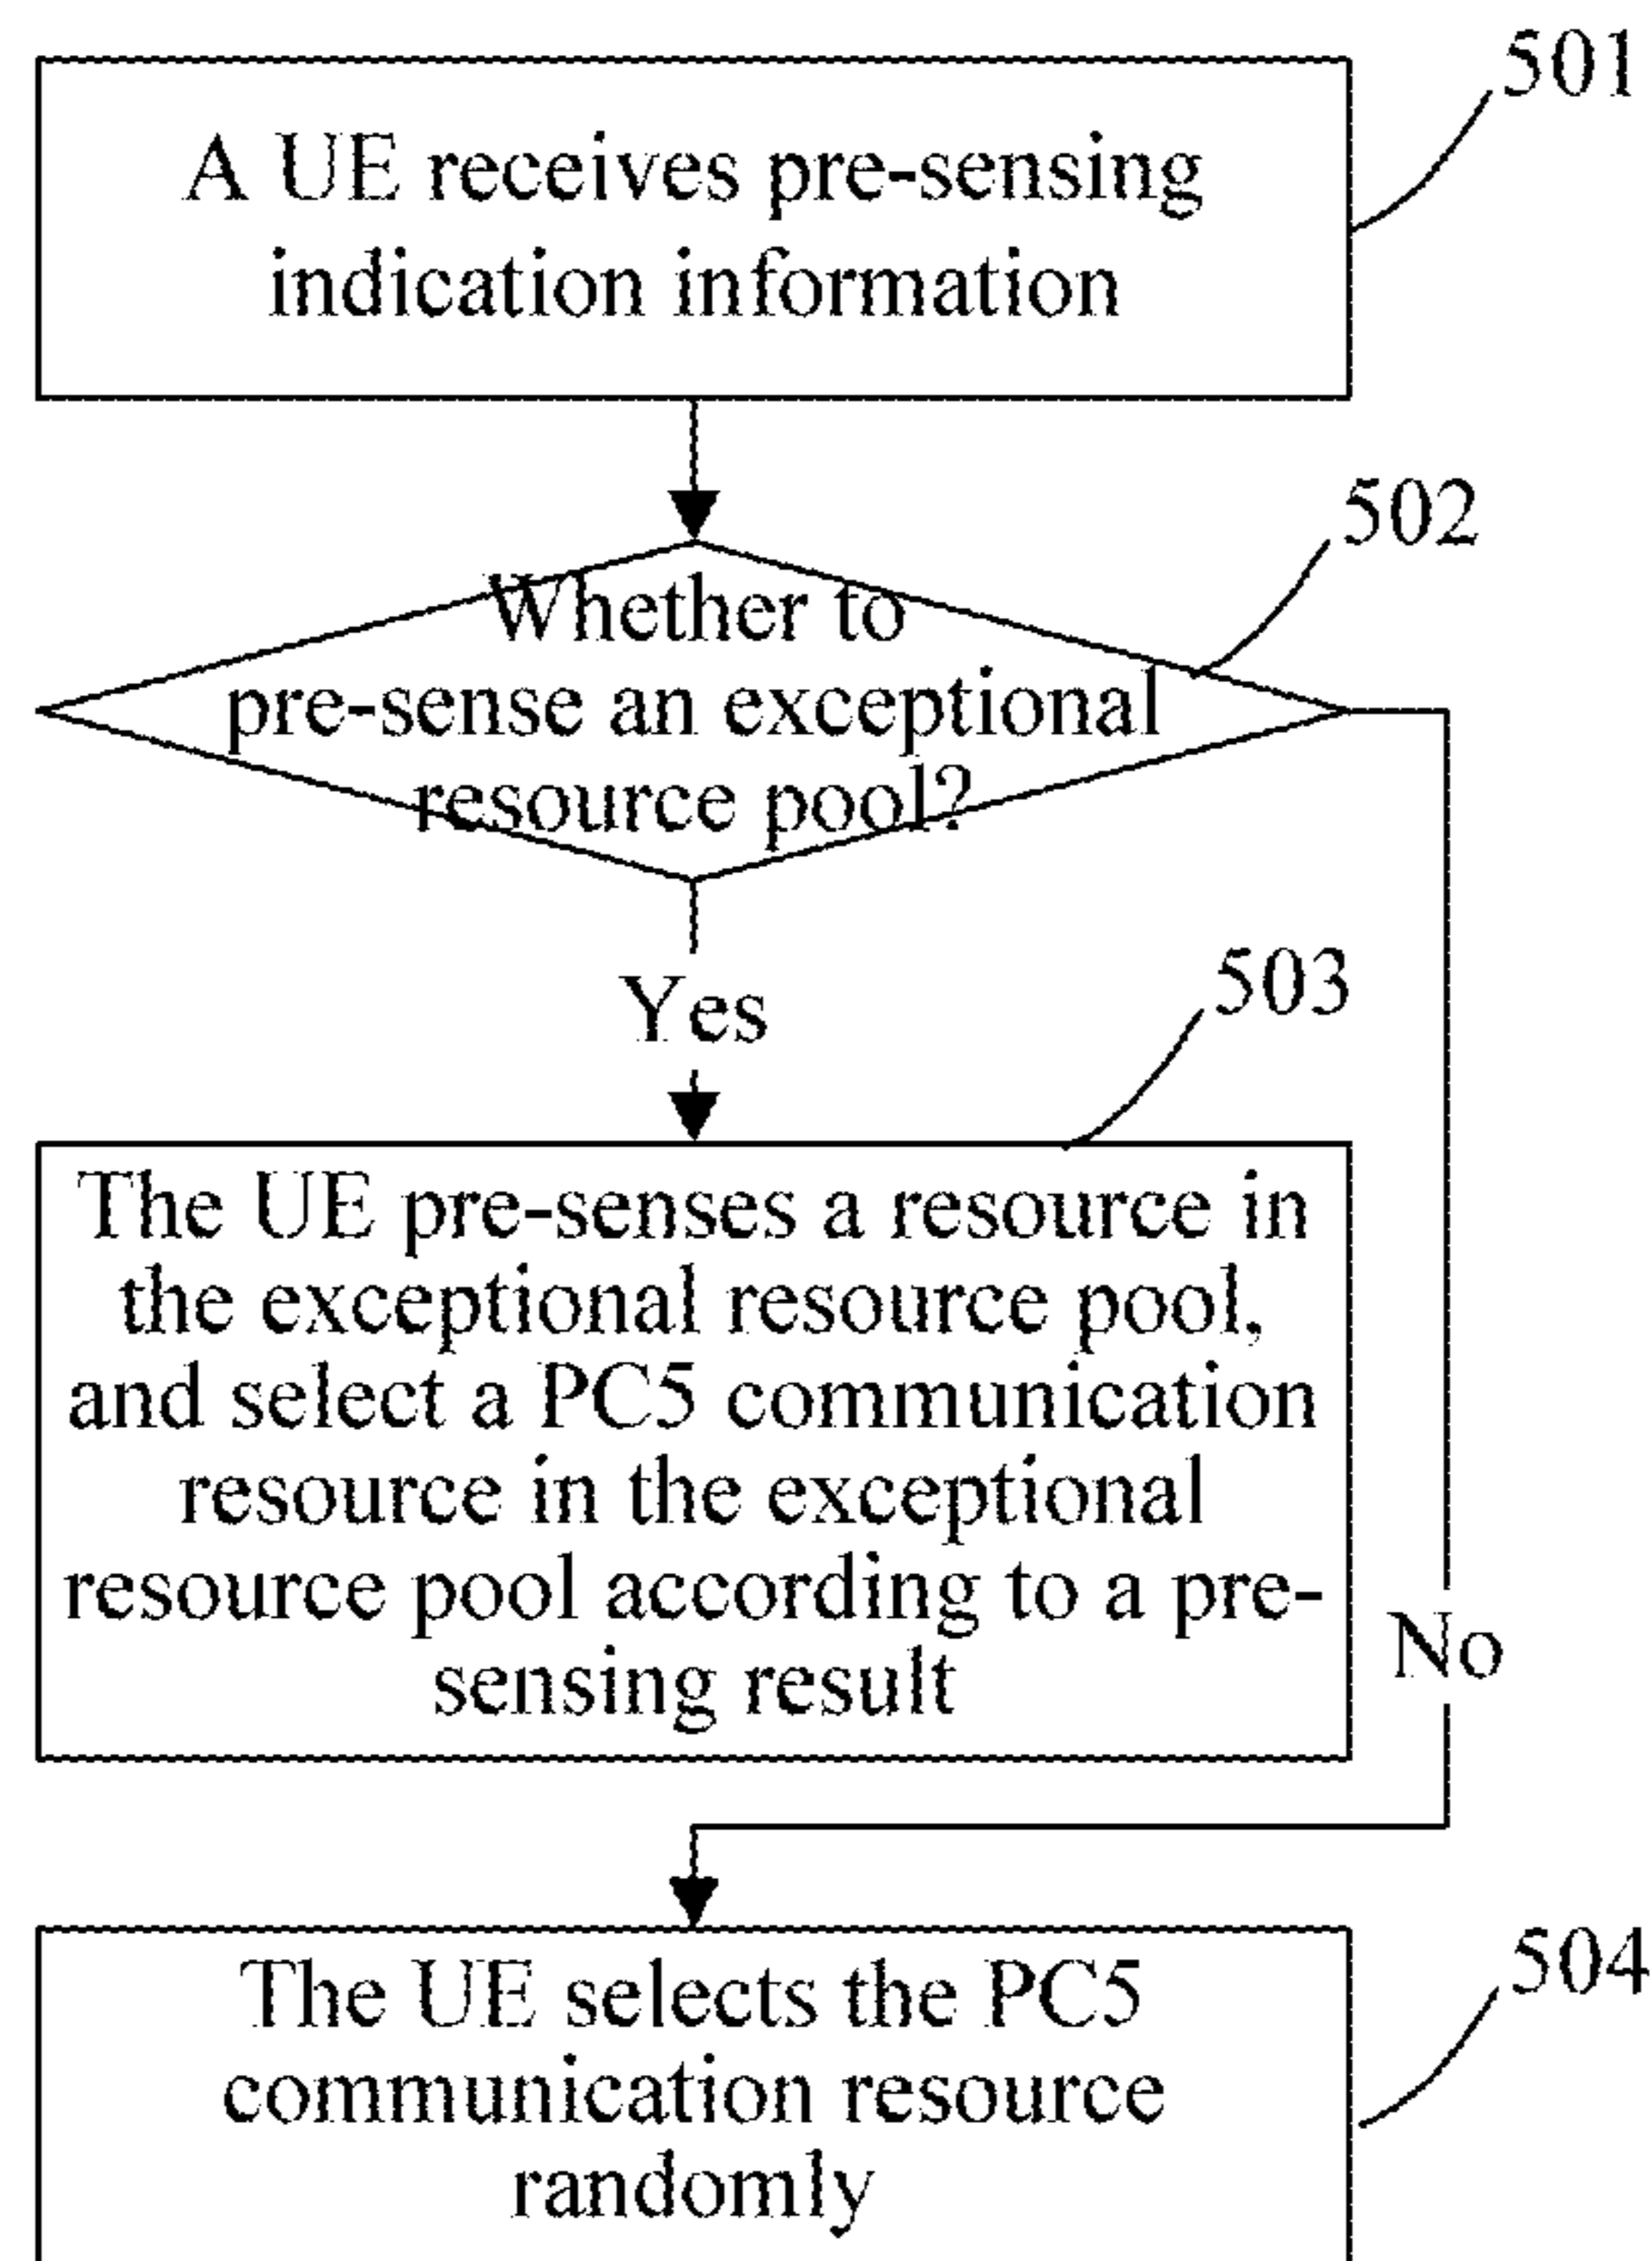 501
A UE receives pre-sensing
indication information
502
Whether to
pre-sense an exceptional
resource pool?
Yes
503
The UE pre-senses a resource in
the exceptional resource pool,
and select a PC5 communication
resource in the exceptional
resource pool according to a pre-
sensing result
No
504
The UE selects the PC5
communication resource
randomly